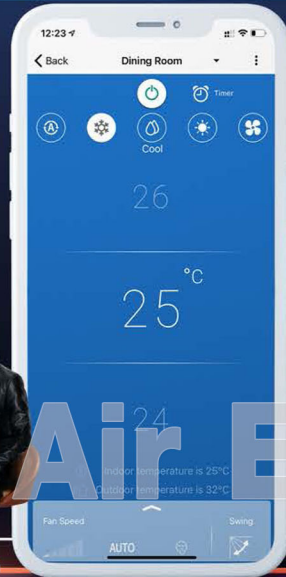 12:23
Back Dining Room
Timer
A
Cool
26
25 °C
24
Indoor temperature is 25°C
Outdoor temperature is 32°C
Fan Speed Swing
AUTO
Air E